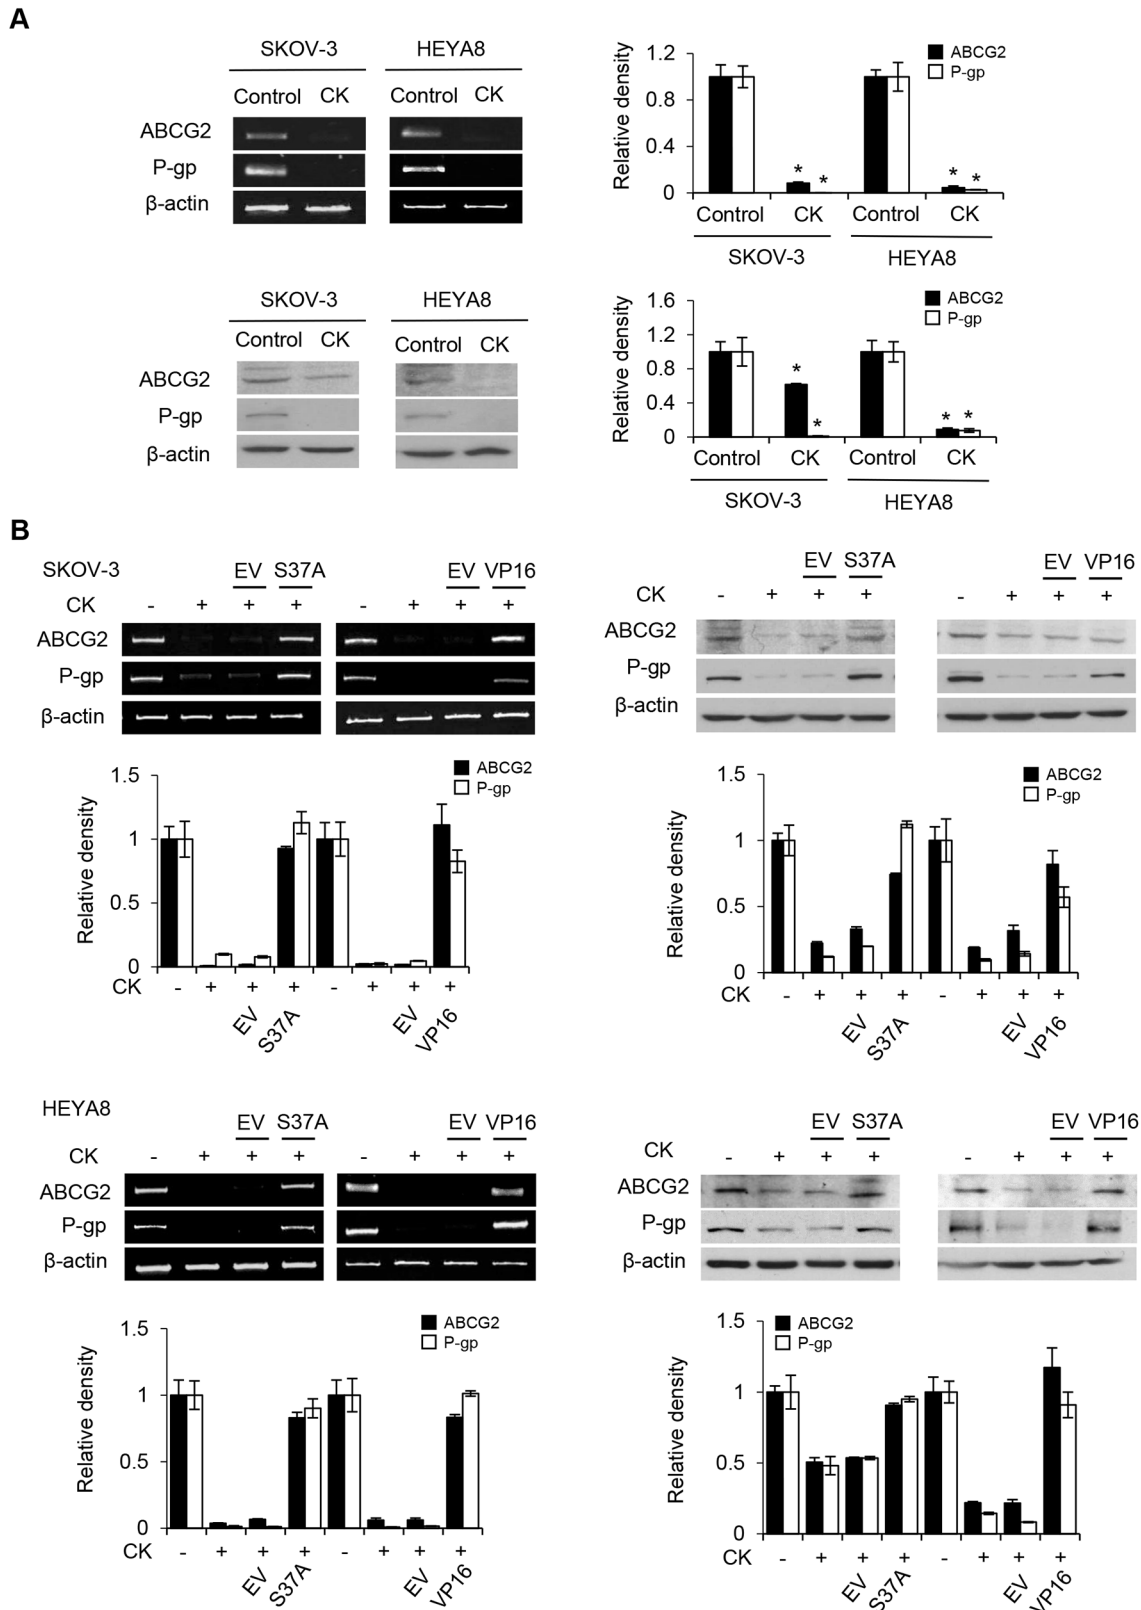 A
SKOV-3 HEYA8
Control CK Control CK
ABCG2
P-gp
β-actin
1.2
0.8
0.4
0
Relative density
ABCG2
P-gp
* * * *
Control CK Control CK
SKOV-3 HEYA8
SKOV-3 HEYA8
Control CK Control CK
ABCG2
P-gp
β-actin
1.6
1.2
0.8
0.4
0
Relative density
ABCG2
P-gp
* * * *
Control CK Control CK
SKOV-3 HEYA8
B
SKOV-3
EV S37A EV VP16
CK - + + + - + + +
ABCG2
P-gp
β-actin
EV S37A EV VP16
CK - + + + - + + +
ABCG2
P-gp
β-actin
1.5
1
0.5
0
Relative density
ABCG2
P-gp
CK - + + + - + + +
EV S37A EV VP16
1.5
1
0.5
0
Relative density
ABCG2
P-gp
CK - + + + - + + +
EV S37A EV VP16
HEYA8
EV S37A EV VP16
CK - + + + - + + +
ABCG2
P-gp
β-actin
EV S37A EV VP16
CK - + + + - + + +
ABCG2
P-gp
β-actin
1.5
1
0.5
0
Relative density
ABCG2
P-gp
CK - + + + - + + +
EV S37A EV VP16
1.5
1
0.5
0
Relative density
ABCG2
P-gp
CK - + + + - + + +
EV S37A EV VP16